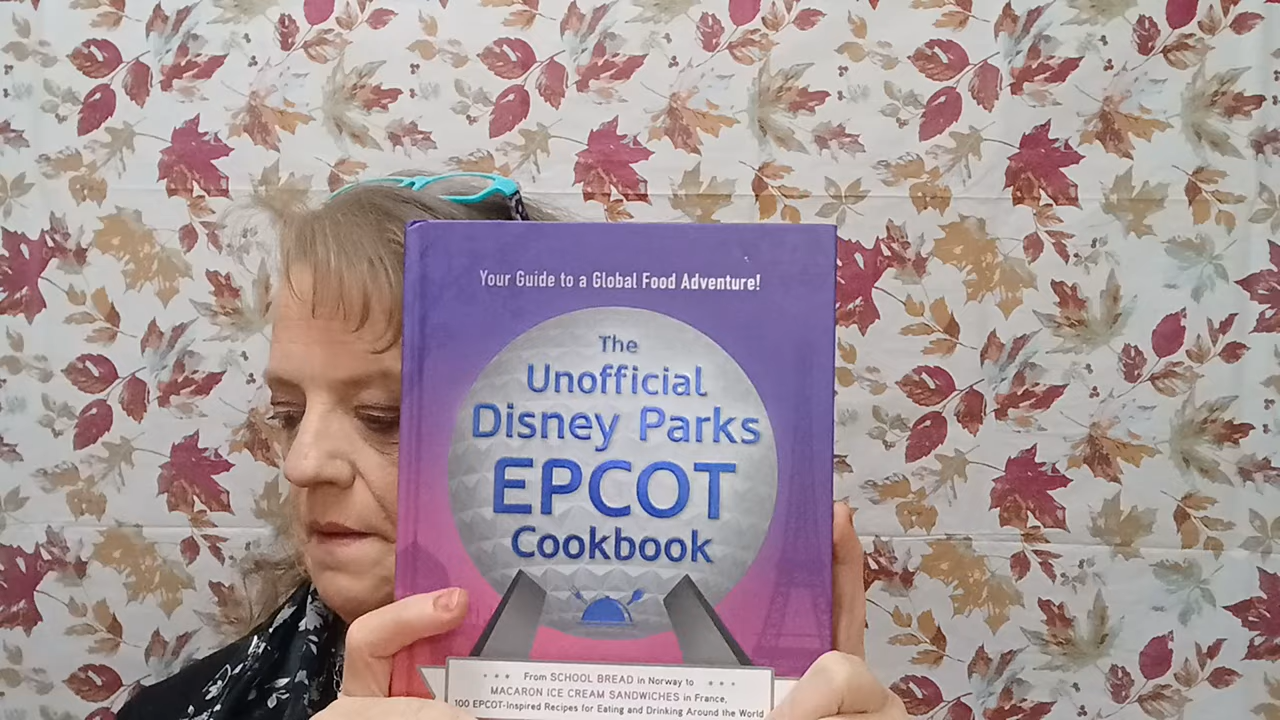 Your Guide to a Global Food Adventure!
The
Unofficial
Disney Parks
EPCOT
Cookbook
From SCHOOL BREAD in Norway to
MACARON ICE CREAM SANDWICHES in France,
100 EPCOT-Inspired Recipes for Eating and Drinking Around the World